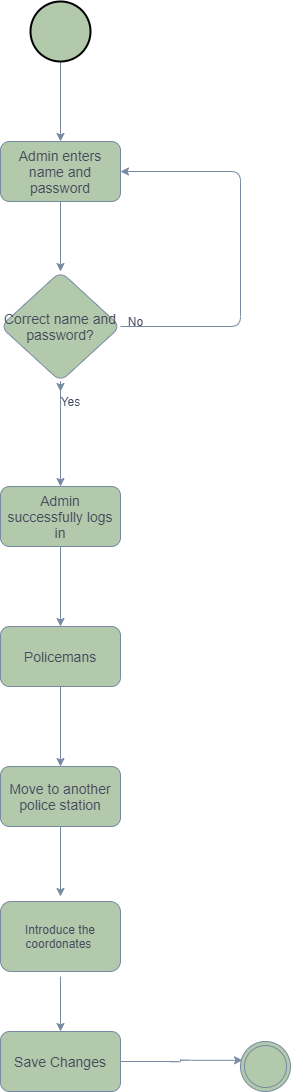 Admin enters
name and
password
Correct name and
password?
No
Yes
Admin
successfully logs
in
Policemans
Move to another
police station
Introduce the
coordonates
Save Changes